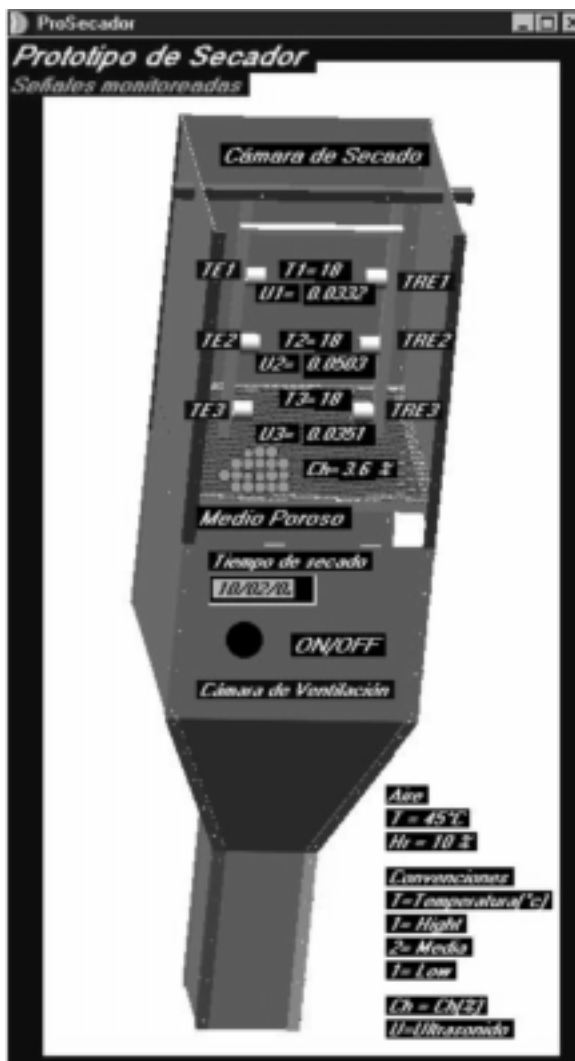 ProSecador
Prototipo de Secador
Señales monitoreadas
Cámara de Secado
TE1 T1=18 TRE1
U1= 0.0332
TE2 T2=18 TRE2
U2= 0.0503
TE3 T3=18 TRE3
U3= 0.0351
Ch=3.6 %
Medio Poroso
Tiempo de secado
10/02/0
ON/OFF
Cámara de Ventilación
Aire
T = 45°C
Hr = 10 %
Convenciones
T=Temperatura(°c)
1= Hight
2= Media
1= Low
Ch = Ch(%)
U=Ultrasonido